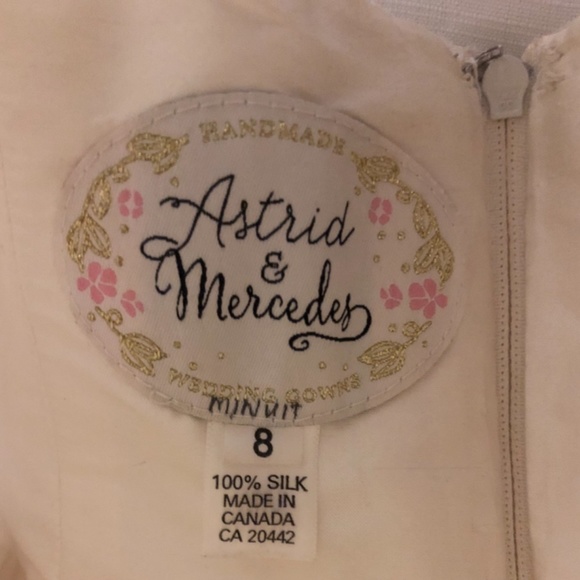 HANDMADE
Astrid
&
Mercedes
WEDDING GOWNS
MINUIT
8
100% SILK
MADE IN
CANADA
CA 20442